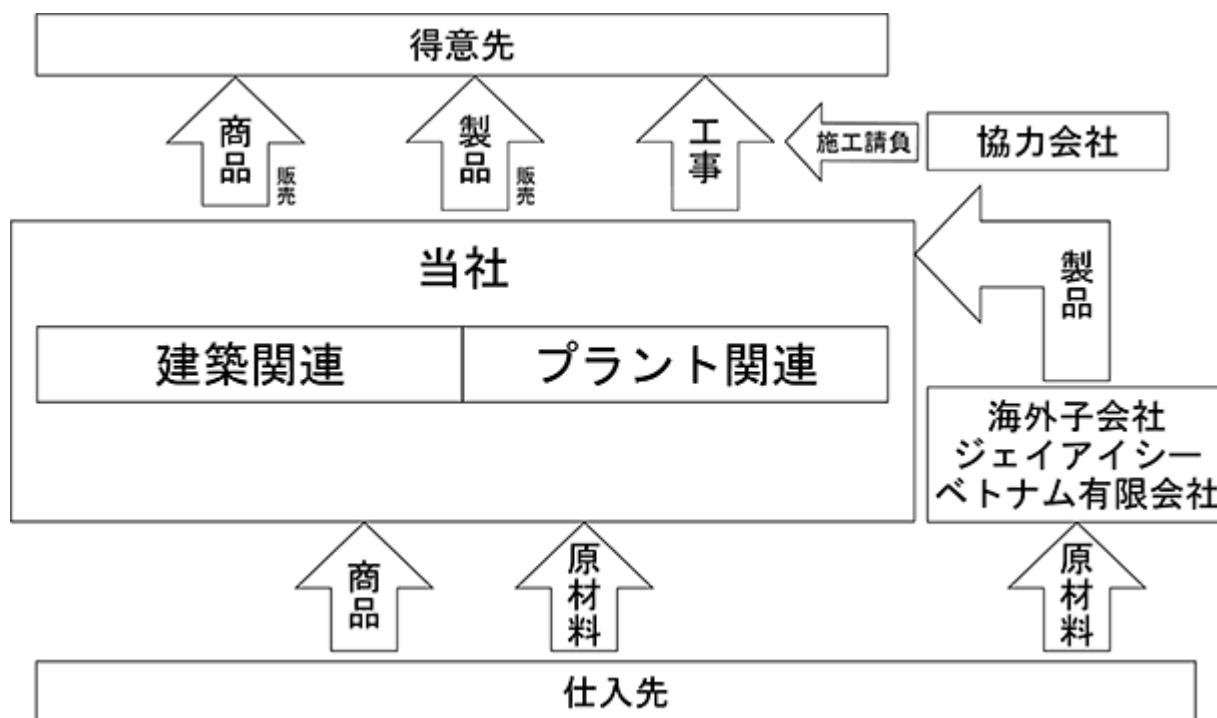 得意先
商品
販売
製品
販売
工事
施工請負
協力会社
当社
製品
建築関連
プラント関連
海外子会社
ジェイアイシー
ベトナム有限会社
商品
原材料
原材料
仕入先